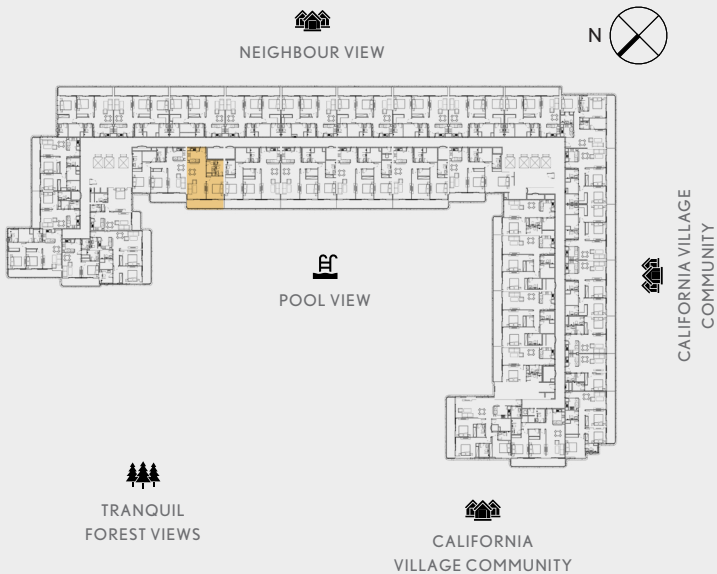 N
NEIGHBOUR VIEW
CALIFORNIA VILLAGE
COMMUNITY
POOL VIEW
TRANQUIL
FOREST VIEWS
CALIFORNIA
VILLAGE COMMUNITY